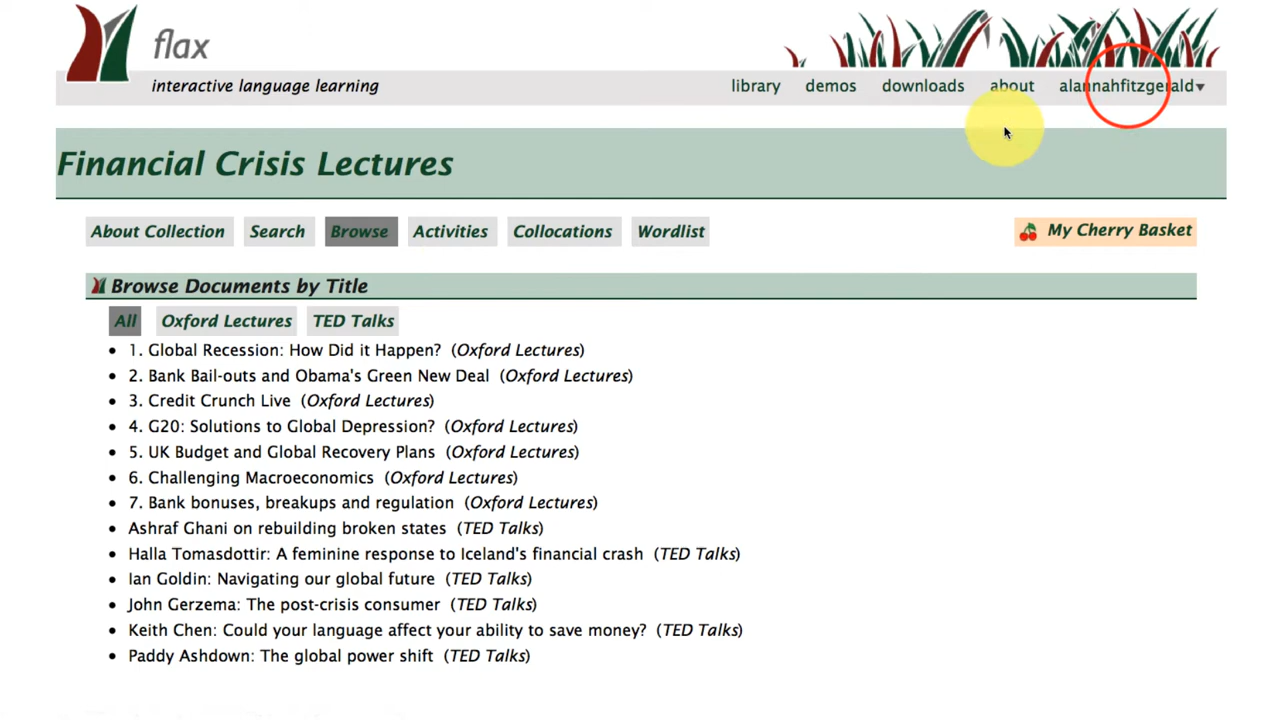 flax
interactive language learning
library demos downloads about alannahfitzgerald
Financial Crisis Lectures
About Collection Search Browse Activities Collocations Wordlist My Cherry Basket
Browse Documents by Title
All Oxford Lectures TED Talks
• 1. Global Recession: How Did it Happen? (Oxford Lectures)
• 2. Bank Bail-outs and Obama's Green New Deal (Oxford Lectures)
• 3. Credit Crunch Live (Oxford Lectures)
• 4. G20: Solutions to Global Depression? (Oxford Lectures)
• 5. UK Budget and Global Recovery Plans (Oxford Lectures)
• 6. Challenging Macroeconomics (Oxford Lectures)
• 7. Bank bonuses, breakups and regulation (Oxford Lectures)
• Ashraf Ghani on rebuilding broken states (TED Talks)
• Halla Tomasdottir: A feminine response to Iceland's financial crash (TED Talks)
• Ian Goldin: Navigating our global future (TED Talks)
• John Gerzema: The post-crisis consumer (TED Talks)
• Keith Chen: Could your language affect your ability to save money? (TED Talks)
• Paddy Ashdown: The global power shift (TED Talks)